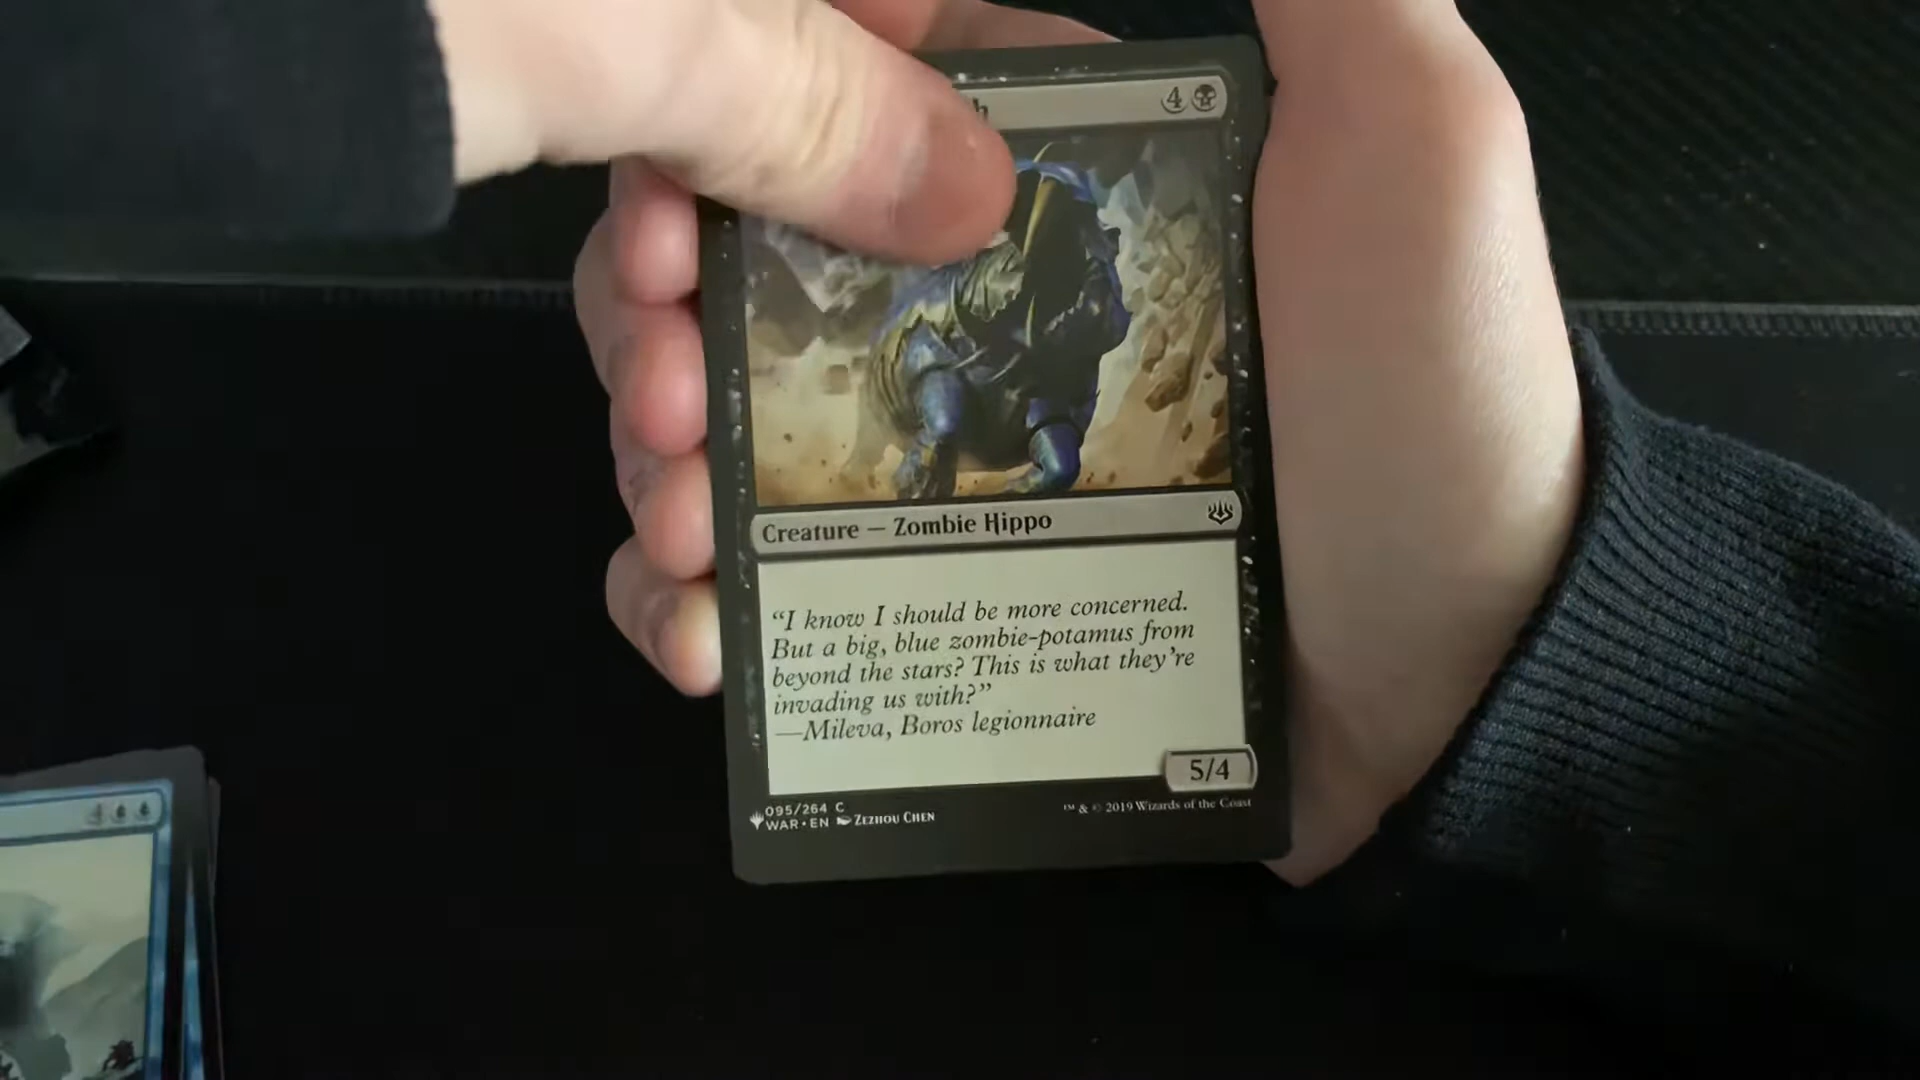 4
Creature — Zombie Hippo
“I know I should be more concerned.
But a big, blue zombie-potamus from
beyond the stars? This is what they’re
invading us with?”
—Mileva, Boros legionnaire
5/4
095/264 C
WAR • EN Zezhou Chen
™ & © 2019 Wizards of the Coast
4